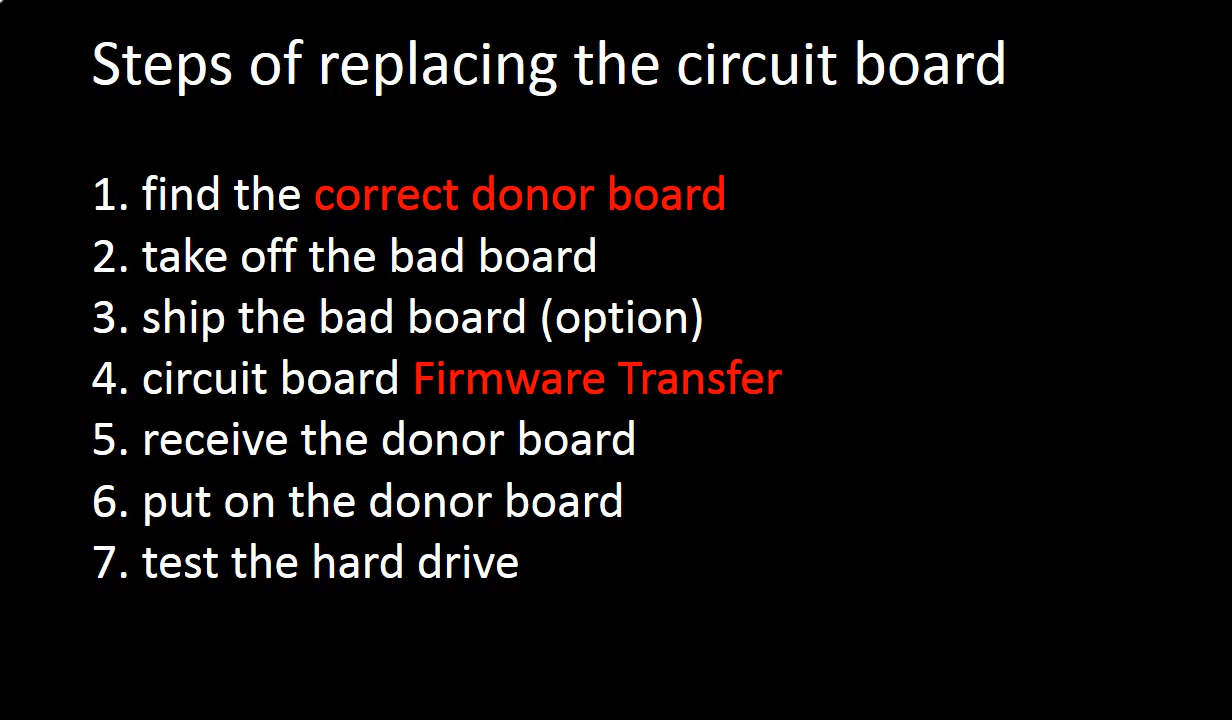 Steps of replacing the circuit board
1. find the correct donor board
2. take off the bad board
3. ship the bad board (option)
4. circuit board Firmware Transfer
5. receive the donor board
6. put on the donor board
7. test the hard drive